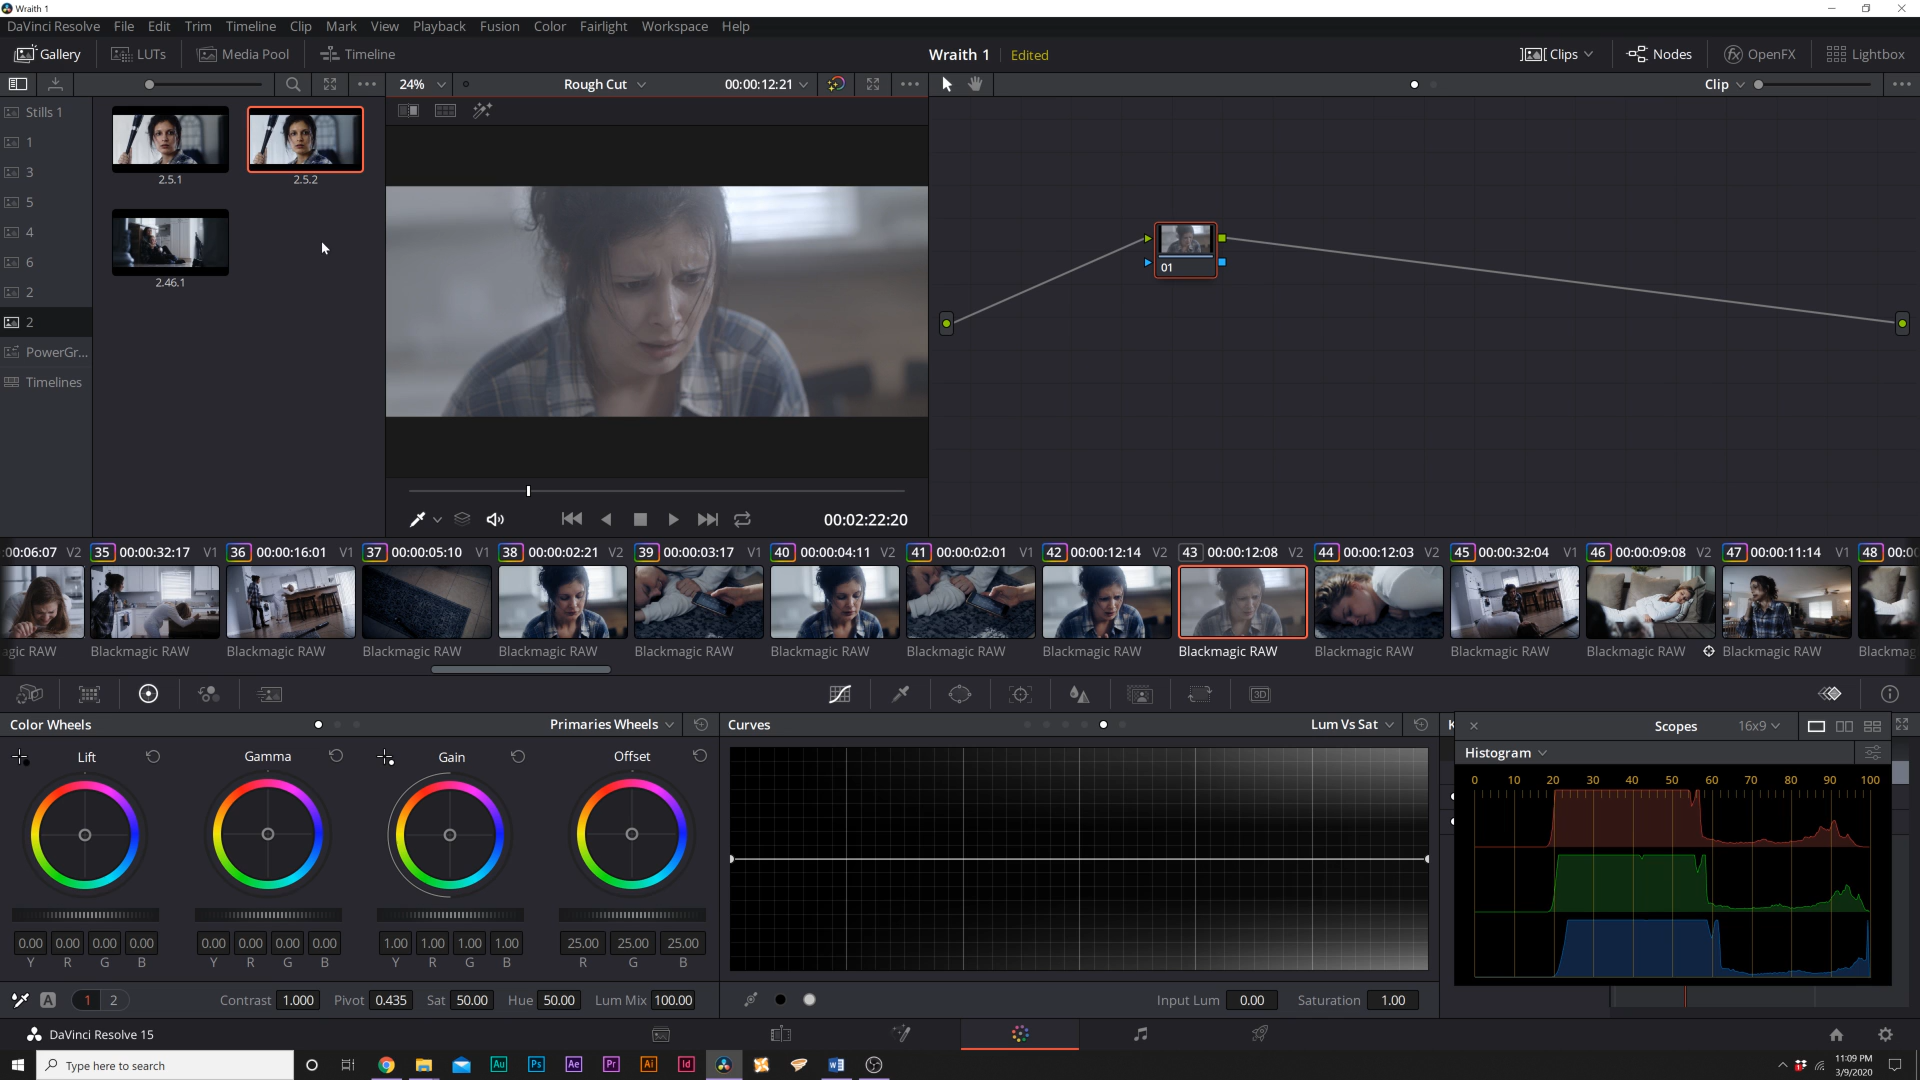 Wraith 1
DaVinci Resolve File Edit Trim Timeline Clip Mark View Playback Fusion Color Fairlight Workspace Help
Gallery LUTs Media Pool Timeline Wraith 1 Edited Clips Nodes OpenFX Lightbox
24% Rough Cut 00:00:12:21 Clip
Stills 1
1
3
5
4
6
2
2
PowerGr...
Timelines
2.5.1 2.5.2
2.46.1
01
00:02:22:20
:00:06:07 V2 35 00:00:32:17 V1 36 00:00:16:01 V1 37 00:00:05:10 V1 38 00:00:02:21 V2 39 00:00:03:17 V1 40 00:00:04:11 V2 41 00:00:02:01 V1 42 00:00:12:14 V2 43 00:00:12:08 V2 44 00:00:12:03 V2 45 00:00:32:04 V1 46 00:00:09:08 V2 47 00:00:11:14 V1 48 00:0
agic RAW Blackmagic RAW Blackmagic RAW Blackmagic RAW Blackmagic RAW Blackmagic RAW Blackmagic RAW Blackmagic RAW Blackmagic RAW Blackmagic RAW Blackmagic RAW Blackmagic RAW Blackmagic RAW Blackmagic RAW Blackmag
3D
Color Wheels Primaries Wheels Curves Lum Vs Sat K Scopes 16x9
Lift Gamma Gain Offset
Histogram
0 10 20 30 40 50 60 70 80 90 100
0.00 0.00 0.00 0.00 0.00 0.00 0.00 0.00 1.00 1.00 1.00 1.00 25.00 25.00 25.00
Y R G B Y R G B Y R G B R G B
A 1 2 Contrast 1.000 Pivot 0.435 Sat 50.00 Hue 50.00 Lum Mix 100.00 Input Lum 0.00 Saturation 1.00
DaVinci Resolve 15
Type here to search Au Ps Ae Pr Ai Id W
11:09 PM
3/9/2020